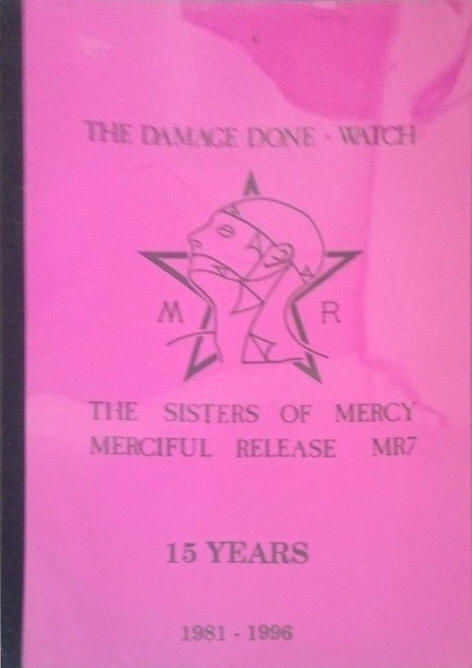 THE DAMAGE DONE · WATCH
M R
THE SISTERS OF MERCY
MERCIFUL RELEASE MR7
15 YEARS
1981 - 1996